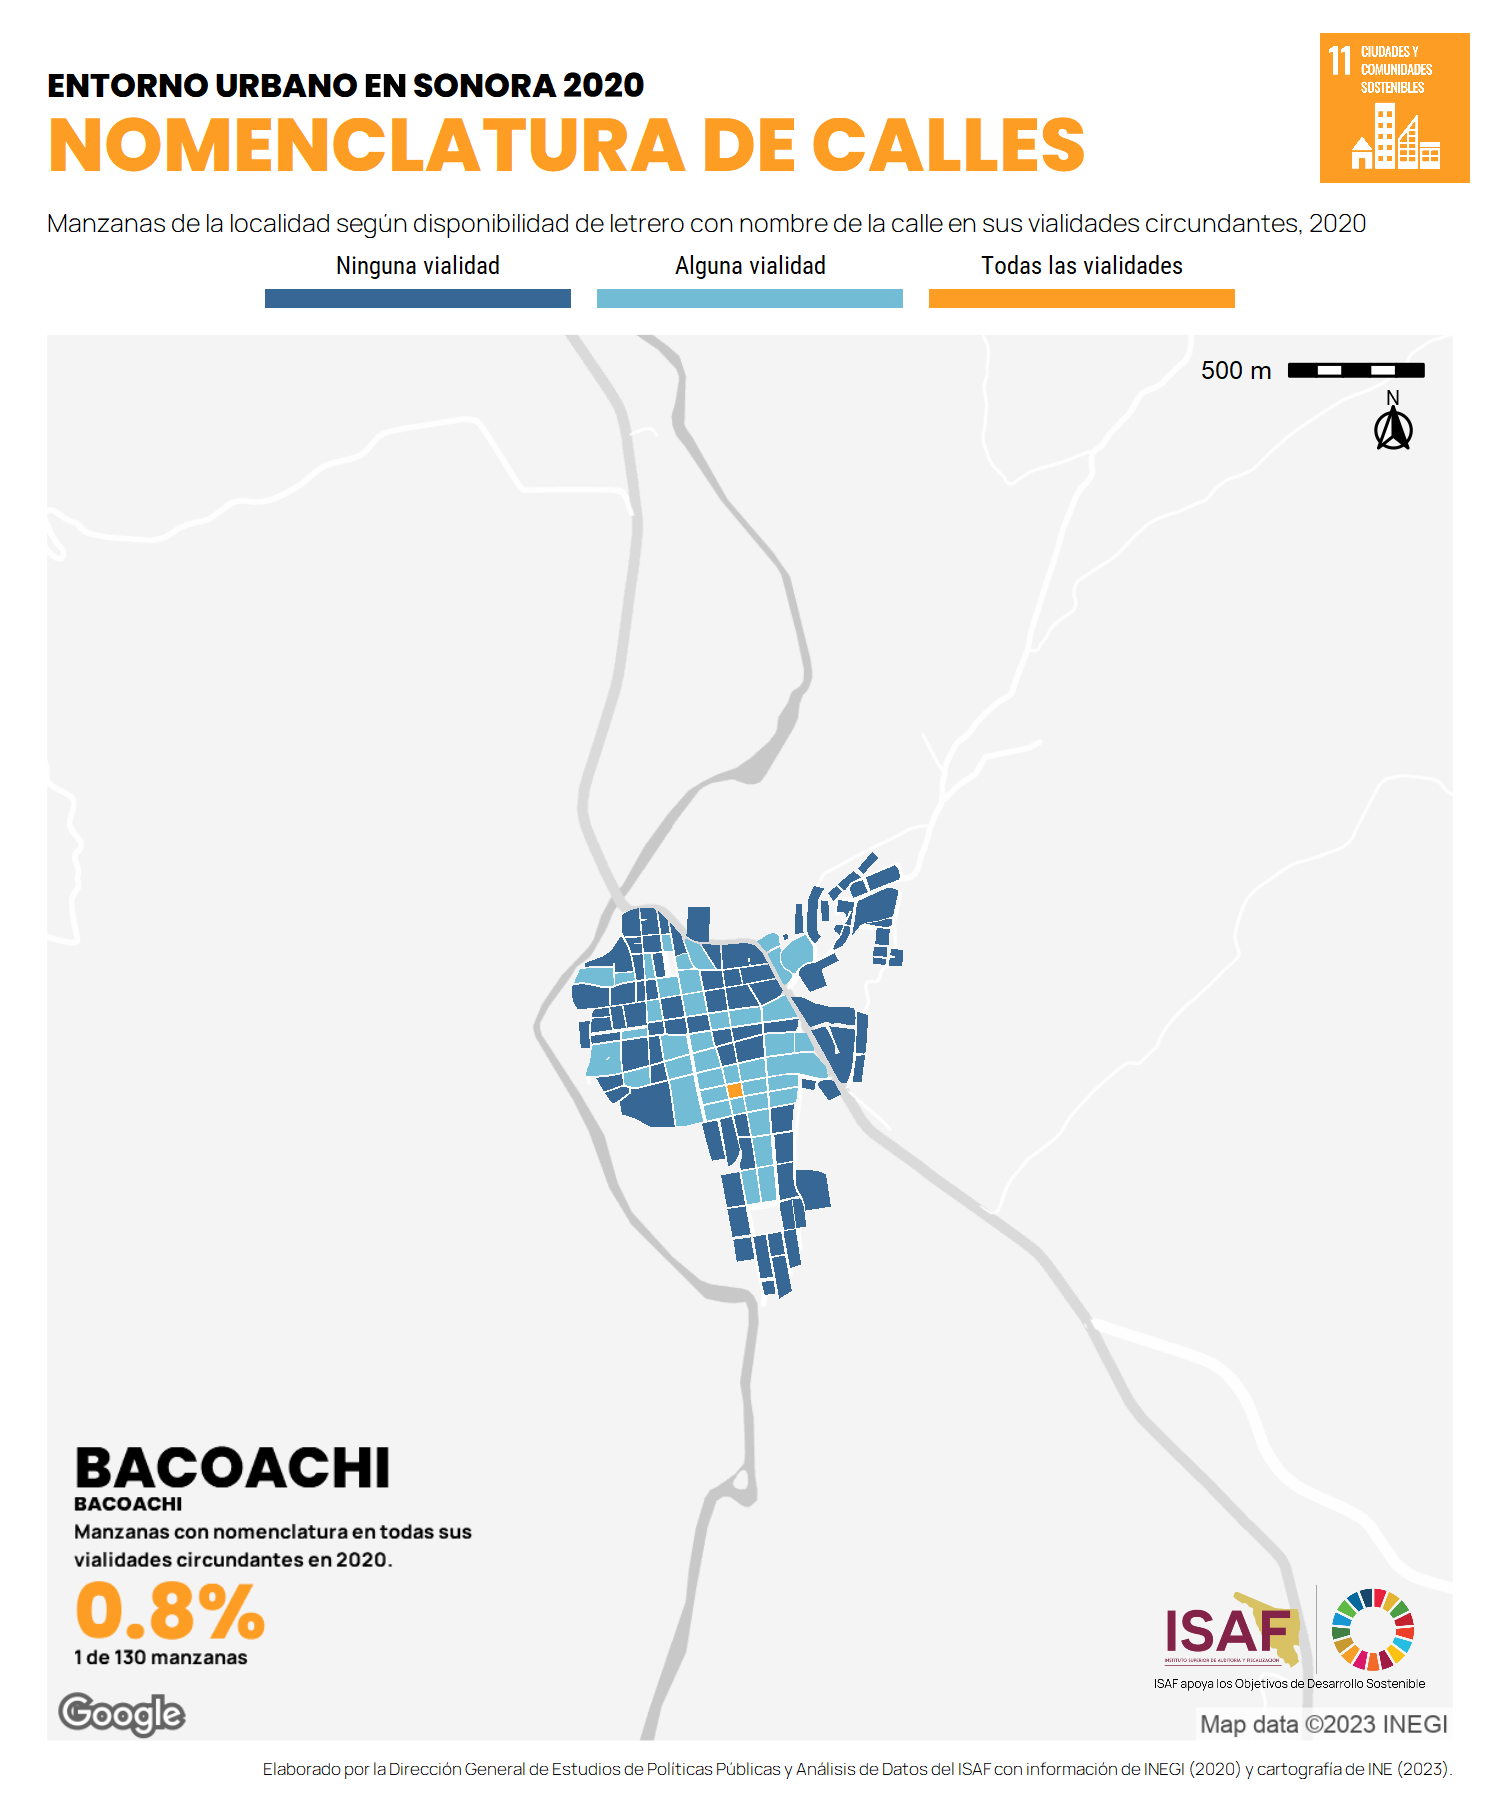 ENTORNO URBANO EN SONORA 2020
NOMENCLATURA DE CALLES
11 CIUDADES Y
COMUNIDADES
SOSTENIBLES
Manzanas de la localidad según disponibilidad de letrero con nombre de la calle en sus vialidades circundantes, 2020
Ninguna vialidad
Alguna vialidad
Todas las vialidades
500 m
N
BACOACHI
BACOACHI
Manzanas con nomenclatura en todas sus
vialidades circundantes en 2020.
0.8%
1 de 130 manzanas
Google
ISAF
INSTITUTO SUPERIOR DE AUDITORÍA Y FISCALIZACIÓN
ISAF apoya los Objetivos de Desarrollo Sostenible
Map data ©2023 INEGI
Elaborado por la Dirección General de Estudios de Políticas Públicas y Análisis de Datos del ISAF con información de INEGI (2020) y cartografía de INE (2023).